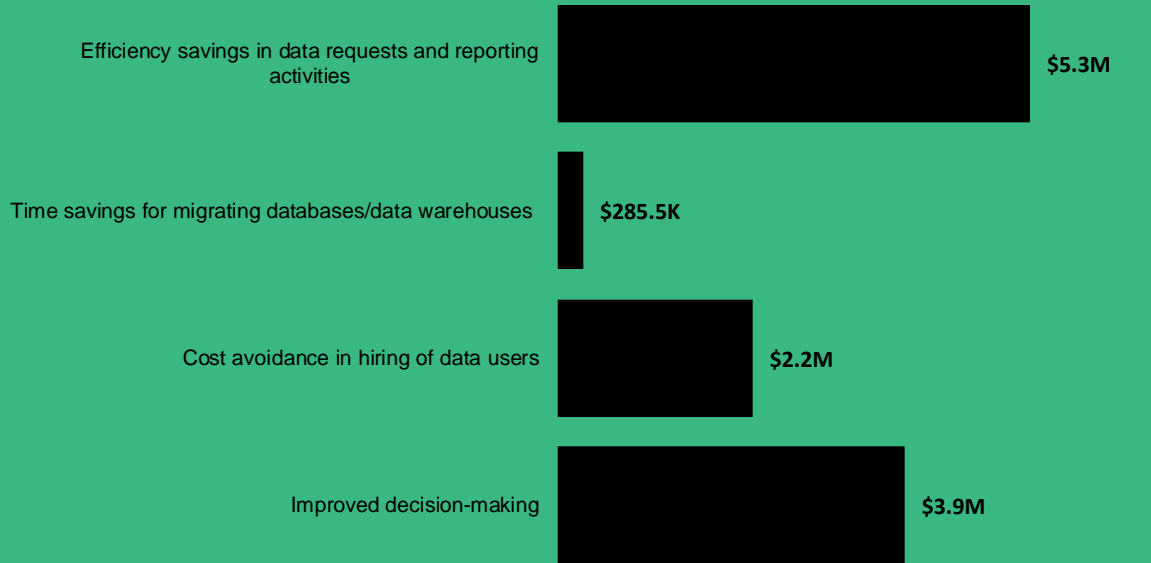 Efficiency savings in data requests and reporting
activities
$5.3M
Time savings for migrating databases/data warehouses
$285.5K
Cost avoidance in hiring of data users
$2.2M
Improved decision-making
$3.9M